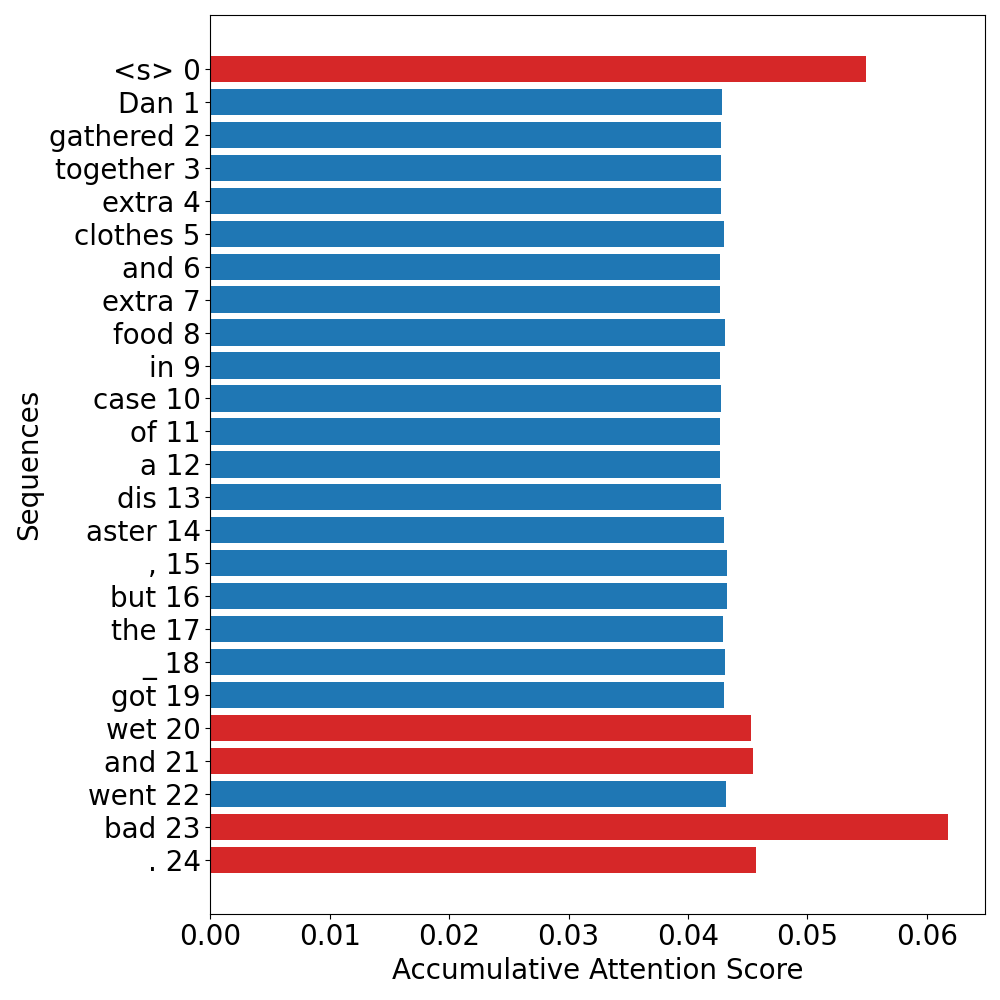 <s> 0
Dan 1
gathered 2
together 3
extra 4
clothes 5
and 6
extra 7
food 8
in 9
case 10
of 11
a 12
dis 13
aster 14
, 15
but 16
the 17
_ 18
got 19
wet 20
and 21
went 22
bad 23
. 24
Sequences
0.00 0.01 0.02 0.03 0.04 0.05 0.06
Accumulative Attention Score